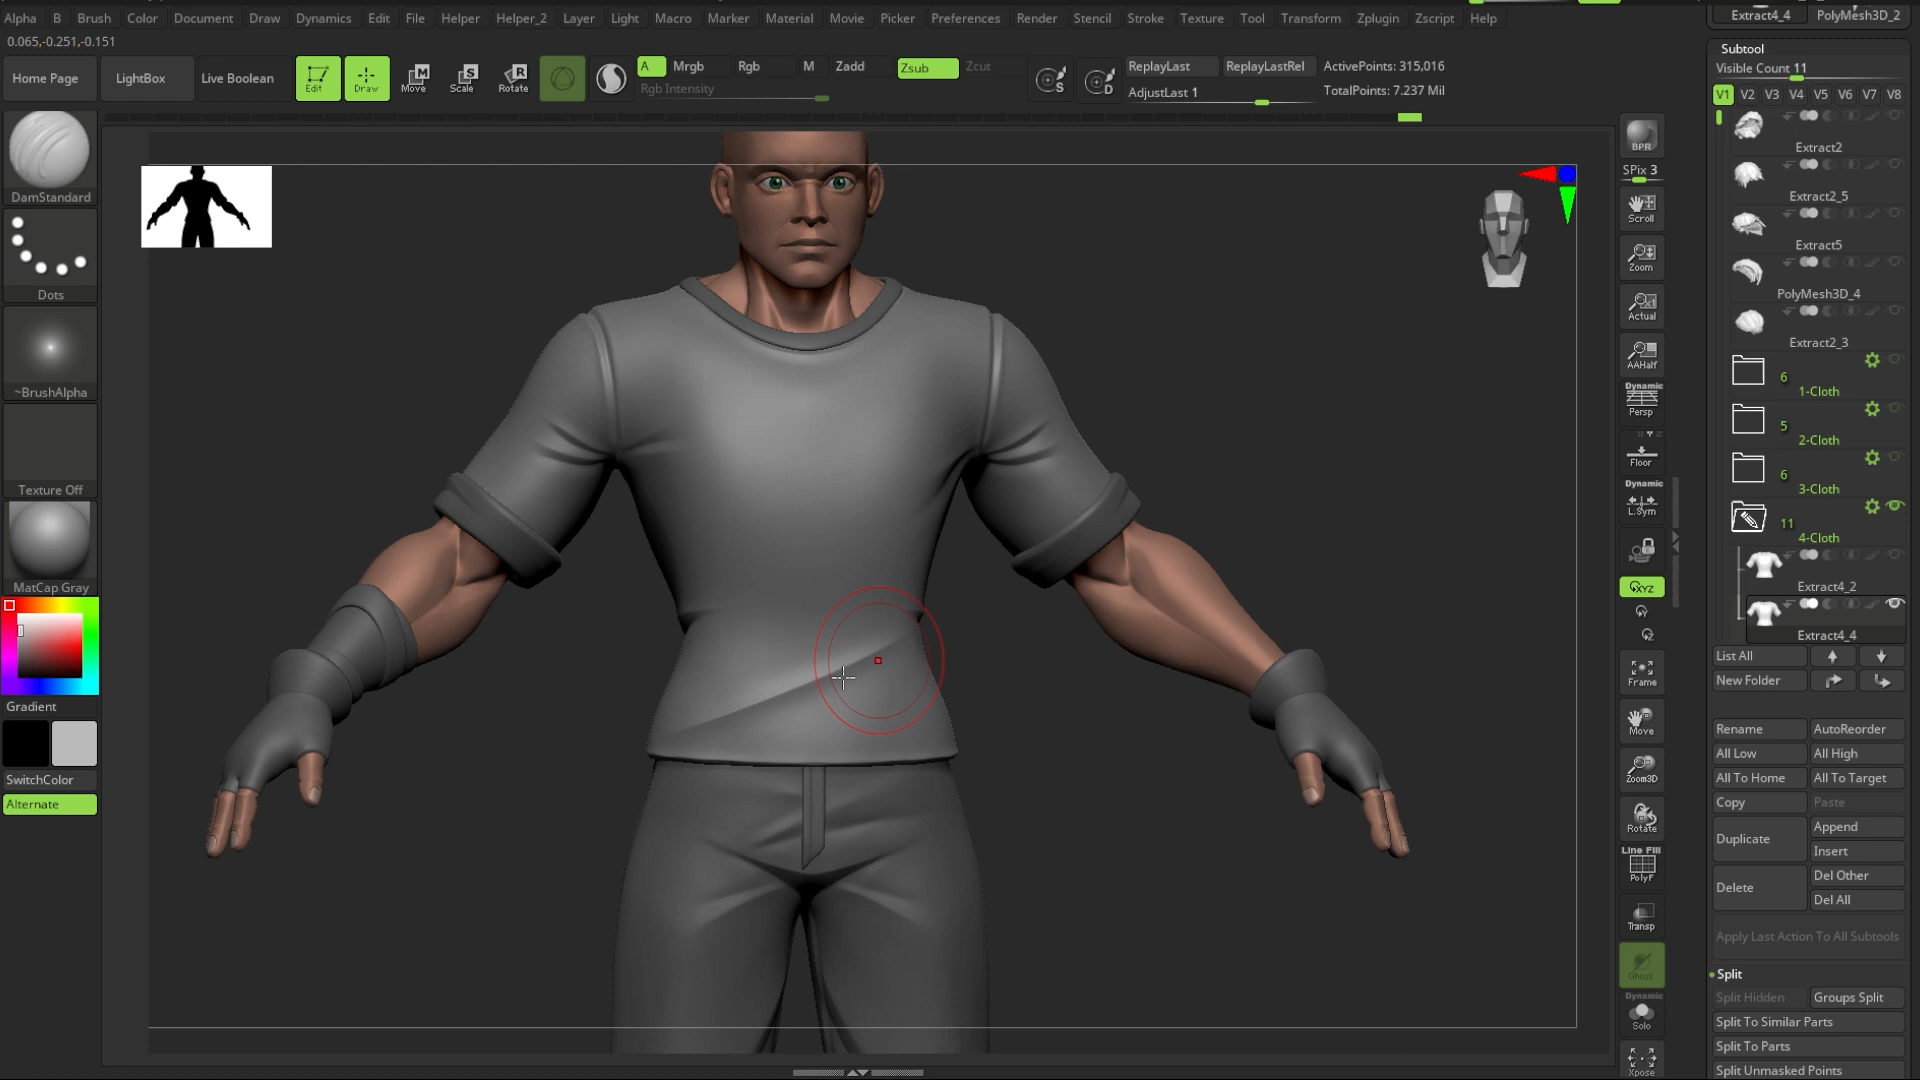 Alpha B Brush Color Document Draw Dynamics Edit File Helper Helper_2 Layer Light Macro Marker Material Movie Picker Preferences Render Stencil Stroke Texture Tool Transform Zplugin Zscript Help
Extract4_4 PolyMesh3D_2
0.065,-0.251,-0.151
Home Page LightBox Live Boolean Edit Draw Move Scale Rotate
A Mrgb Rgb M Zadd Zsub Zcut
Rgb Intensity
ReplayLast ReplayLastRel ActivePoints: 315,016
AdjustLast 1 TotalPoints: 7.237 Mil
DamStandard
Dots
~BrushAlpha
Texture Off
MatCap Gray
Gradient
SwitchColor
Alternate
BPR
SPix 3
Scroll
Zoom
Actual
AAHalf
Dynamic
Persp
Floor
Dynamic
L.Sym
XYZ
Frame
Move
Zoom3D
Rotate
Line Fill
PolyF
Transp
Ghost
Dynamic
Solo
Xpose
Subtool
Visible Count 11
V1 V2 V3 V4 V5 V6 V7 V8
Extract2
Extract2_5
Extract5
PolyMesh3D_4
Extract2_3
6
1-Cloth
5
2-Cloth
6
3-Cloth
11
4-Cloth
Extract4_2
Extract4_4
List All
New Folder
Rename AutoReorder
All Low All High
All To Home All To Target
Copy Paste
Duplicate Append
Insert
Delete Del Other
Del All
Apply Last Action To All Subtools
Split
Split Hidden Groups Split
Split To Similar Parts
Split To Parts
Split Unmasked Points